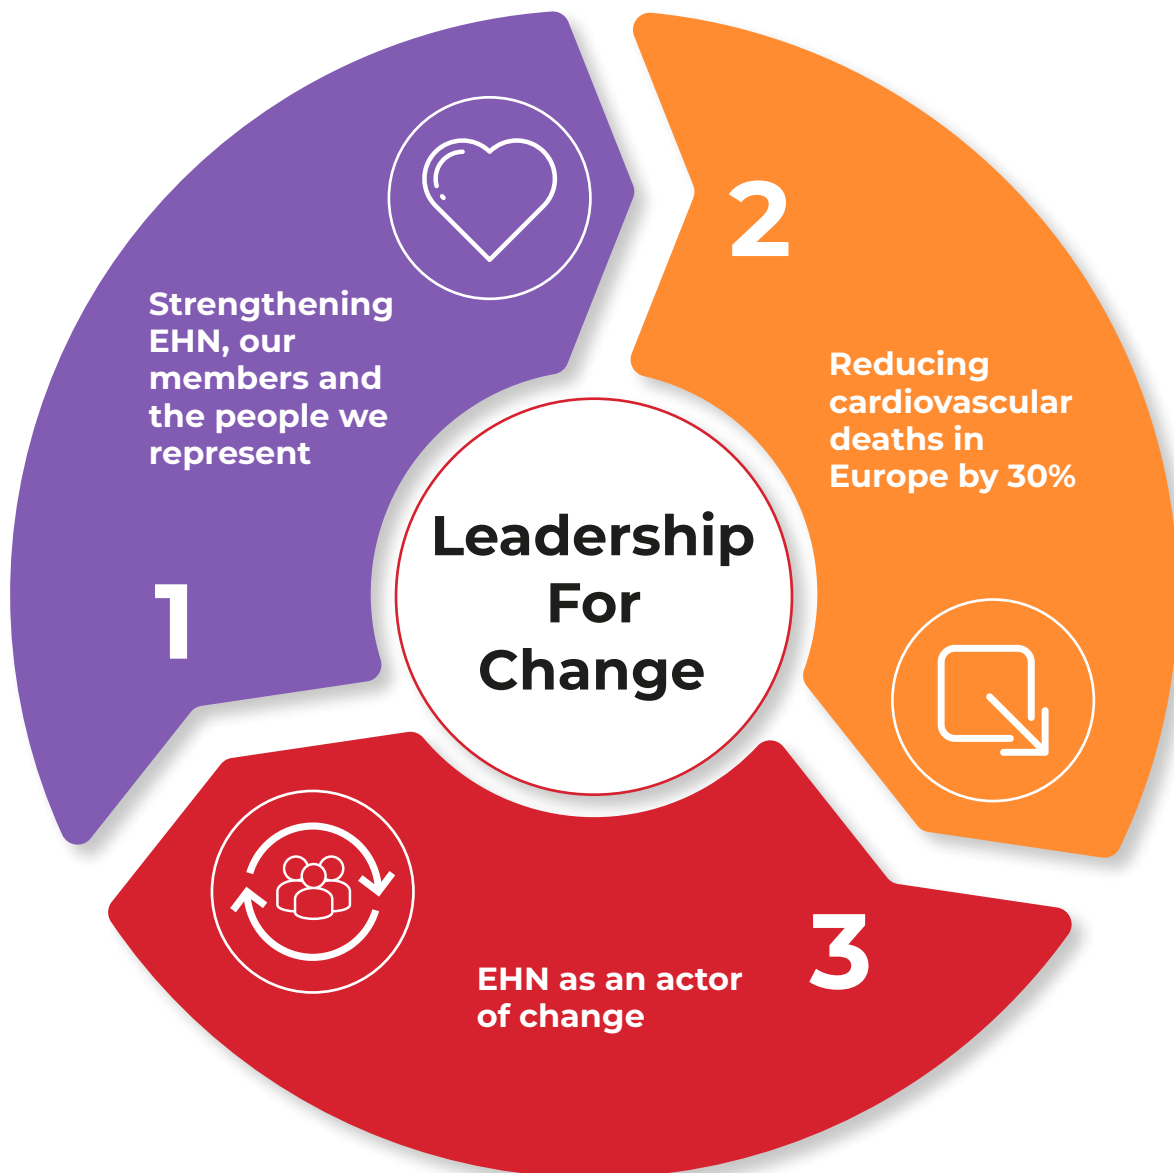 1
Strengthening
EHN, our
members and
the people we
represent
2
Reducing
cardiovascular
deaths in
Europe by 30%
3
EHN as an actor
of change
Leadership
For
Change